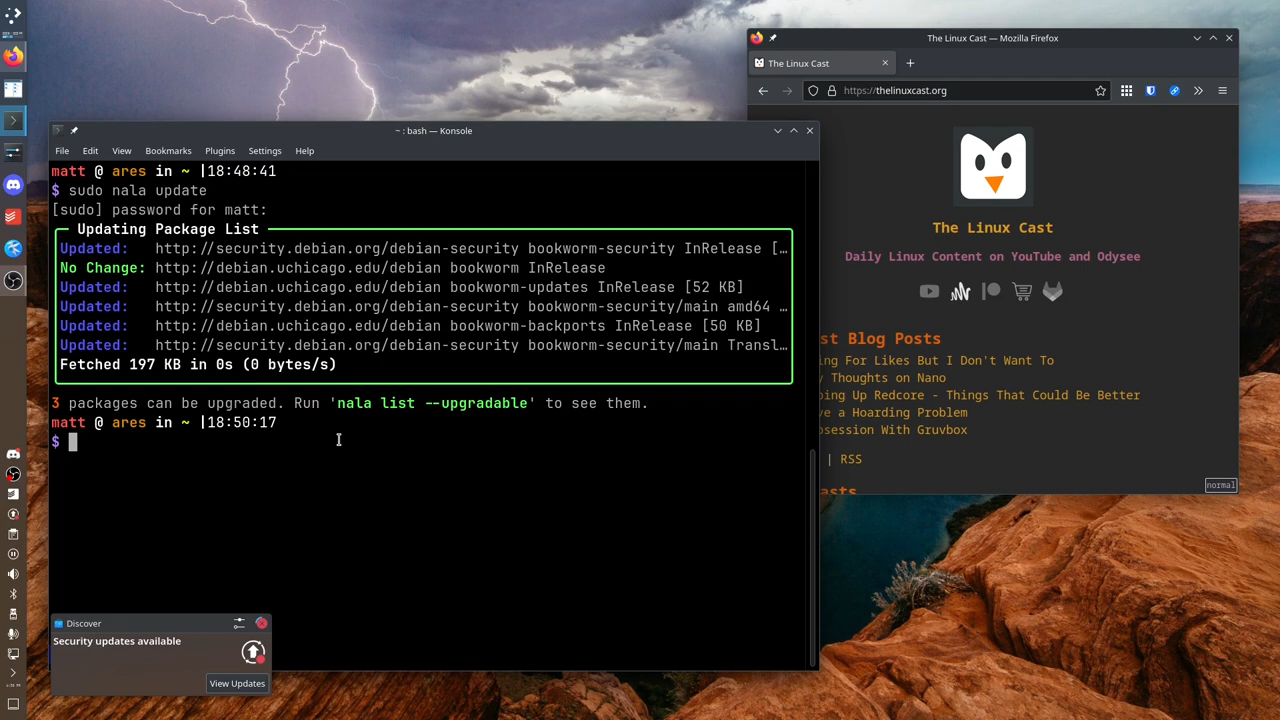 The Linux Cast — Mozilla Firefox
The Linux Cast
https://thelinuxcast.org
The Linux Cast
Daily Linux Content on YouTube and Odysee
st Blog Posts
ing For Likes But I Don't Want To
y Thoughts on Nano
ping Up Redcore - Things That Could Be Better
ve a Hoarding Problem
bsession With Gruvbox
| RSS
asts
normal
~ : bash — Konsole
File Edit View Bookmarks Plugins Settings Help
matt @ ares in ~ |18:48:41
$ sudo nala update
[sudo] password for matt:
Updating Package List
Updated: http://security.debian.org/debian-security bookworm-security InRelease […
No Change: http://debian.uchicago.edu/debian bookworm InRelease
Updated: http://debian.uchicago.edu/debian bookworm-updates InRelease [52 KB]
Updated: http://security.debian.org/debian-security bookworm-security/main amd64 …
Updated: http://debian.uchicago.edu/debian bookworm-backports InRelease [50 KB]
Updated: http://security.debian.org/debian-security bookworm-security/main Transl…
Fetched 197 KB in 0s (0 bytes/s)
3 packages can be upgraded. Run 'nala list --upgradable' to see them.
matt @ ares in ~ |18:50:17
$
Discover
Security updates available
View Updates